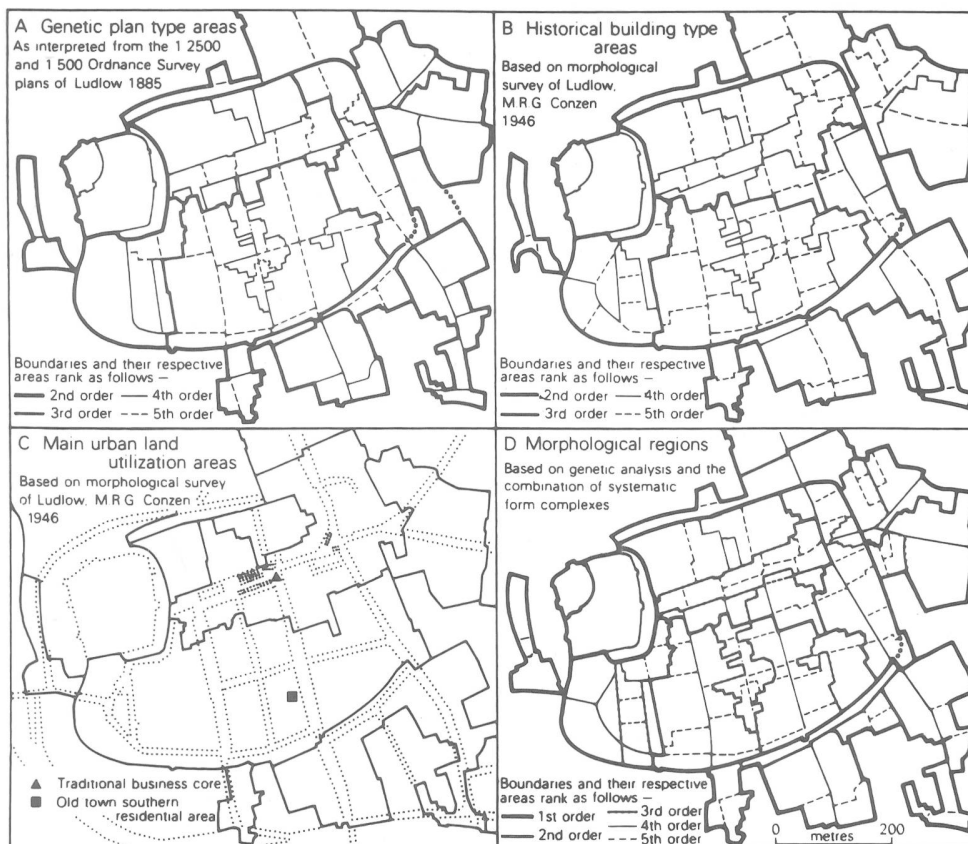 A Genetic plan type areas
As interpreted from the 1 2500
and 1 500 Ordnance Survey
plans of Ludlow 1885
Boundaries and their respective
areas rank as follows –
2nd order 4th order
3rd order 5th order
B Historical building type
areas
Based on morphological
survey of Ludlow,
M R G Conzen
1946
Boundaries and their respective
areas rank as follows –
2nd order 4th order
3rd order 5th order
C Main urban land
utilization areas
Based on morphological survey
of Ludlow, M R G Conzen
1946
Traditional business core
Old town southern
residential area
D Morphological regions
Based on genetic analysis and the
combination of systematic
form complexes
Boundaries and their respective
areas rank as follows –
1st order
2nd order
3rd order
4th order
5th order
0 metres 200